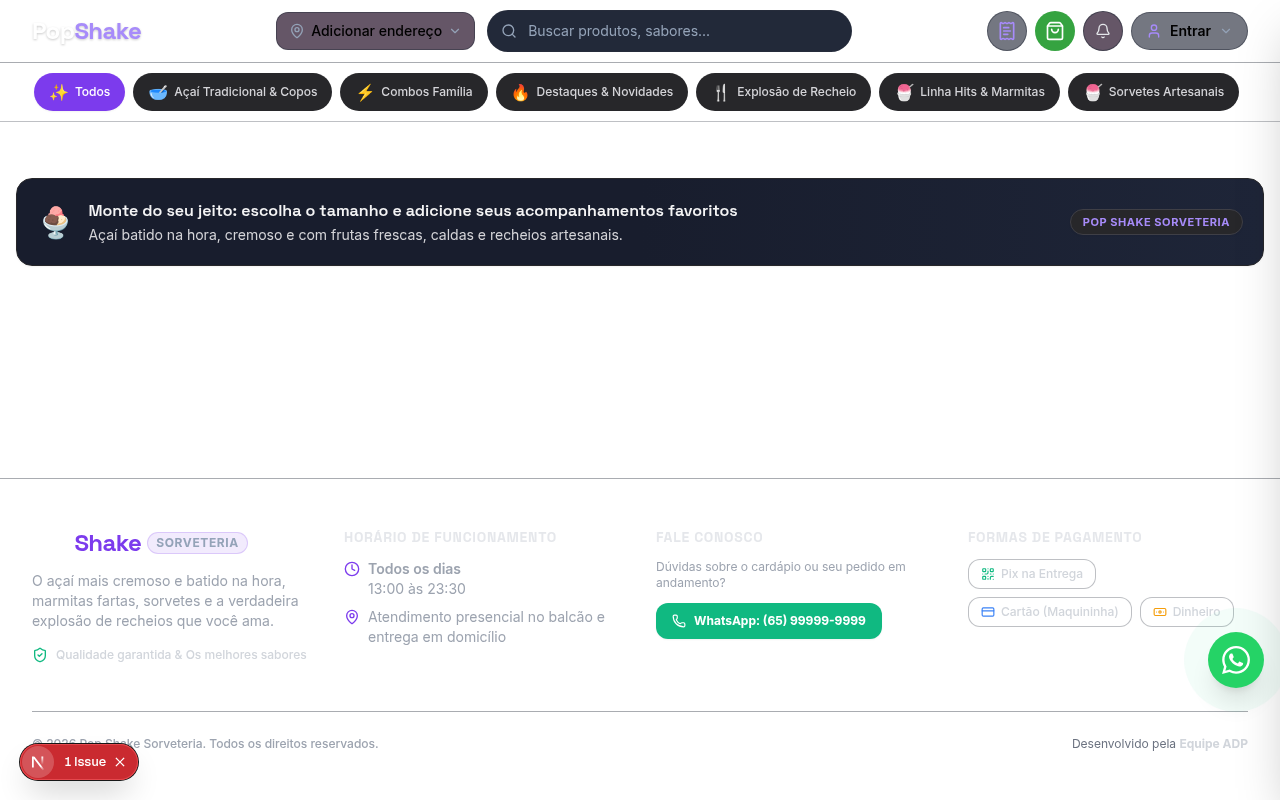 PopShake
Adicionar endereço
Buscar produtos, sabores...
Entrar
Todos
Açaí Tradicional & Copos
Combos Família
Destaques & Novidades
Explosão de Recheio
Linha Hits & Marmitas
Sorvetes Artesanais
Monte do seu jeito: escolha o tamanho e adicione seus acompanhamentos favoritos
Açaí batido na hora, cremoso e com frutas frescas, caldas e recheios artesanais.
POP SHAKE SORVETERIA
Shake SORVETERIA
O açaí mais cremoso e batido na hora,
marmitas fartas, sorvetes e a verdadeira
explosão de recheios que você ama.
Qualidade garantida & Os melhores sabores
HORÁRIO DE FUNCIONAMENTO
Todos os dias
13:00 às 23:30
Atendimento presencial no balcão e
entrega em domicílio
FALE CONOSCO
Dúvidas sobre o cardápio ou seu pedido em
andamento?
WhatsApp: (65) 99999-9999
FORMAS DE PAGAMENTO
Pix na Entrega
Cartão (Maquininha)
Dinheiro
© 2026 Pop Shake Sorveteria. Todos os direitos reservados.
Desenvolvido pela Equipe ADP
N 1 Issue